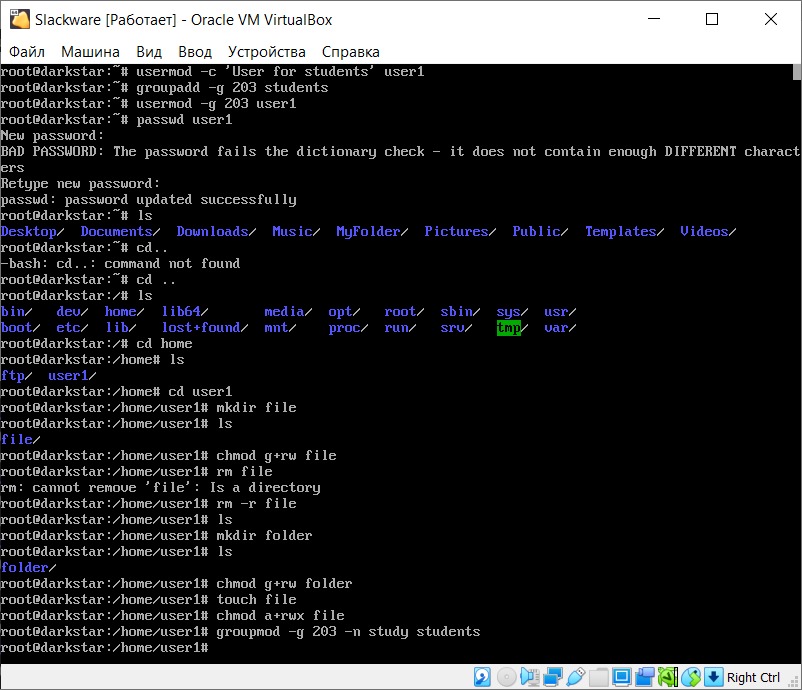 Slackware [Работает] - Oracle VM VirtualBox
Файл Машина Вид Ввод Устройства Справка
root@darkstar:~# usermod -c 'User for students' user1
root@darkstar:~# groupadd -g 203 students
root@darkstar:~# usermod -g 203 user1
root@darkstar:~# passwd user1
New password:
BAD PASSWORD: The password fails the dictionary check - it does not contain enough DIFFERENT charact
ers
Retype new password:
passwd: password updated successfully
root@darkstar:~# ls
Desktop/ Documents/ Downloads/ Music/ MyFolder/ Pictures/ Public/ Templates/ Videos/
root@darkstar:~# cd..
-bash: cd..: command not found
root@darkstar:~# cd ..
root@darkstar:/# ls
bin/ dev/ home/ lib64/ media/ opt/ root/ sbin/ sys/ usr/
boot/ etc/ lib/ lost+found/ mnt/ proc/ run/ srv/ tmp/ var/
root@darkstar:/# cd home
root@darkstar:/home# ls
ftp/ user1/
root@darkstar:/home# cd user1
root@darkstar:/home/user1# mkdir file
root@darkstar:/home/user1# ls
file/
root@darkstar:/home/user1# chmod g+rw file
root@darkstar:/home/user1# rm file
rm: cannot remove 'file': Is a directory
root@darkstar:/home/user1# rm -r file
root@darkstar:/home/user1# ls
root@darkstar:/home/user1# mkdir folder
root@darkstar:/home/user1# ls
folder/
root@darkstar:/home/user1# chmod g+rw folder
root@darkstar:/home/user1# touch file
root@darkstar:/home/user1# chmod a+rwx file
root@darkstar:/home/user1# groupmod -g 203 -n study students
root@darkstar:/home/user1#
Right Ctrl